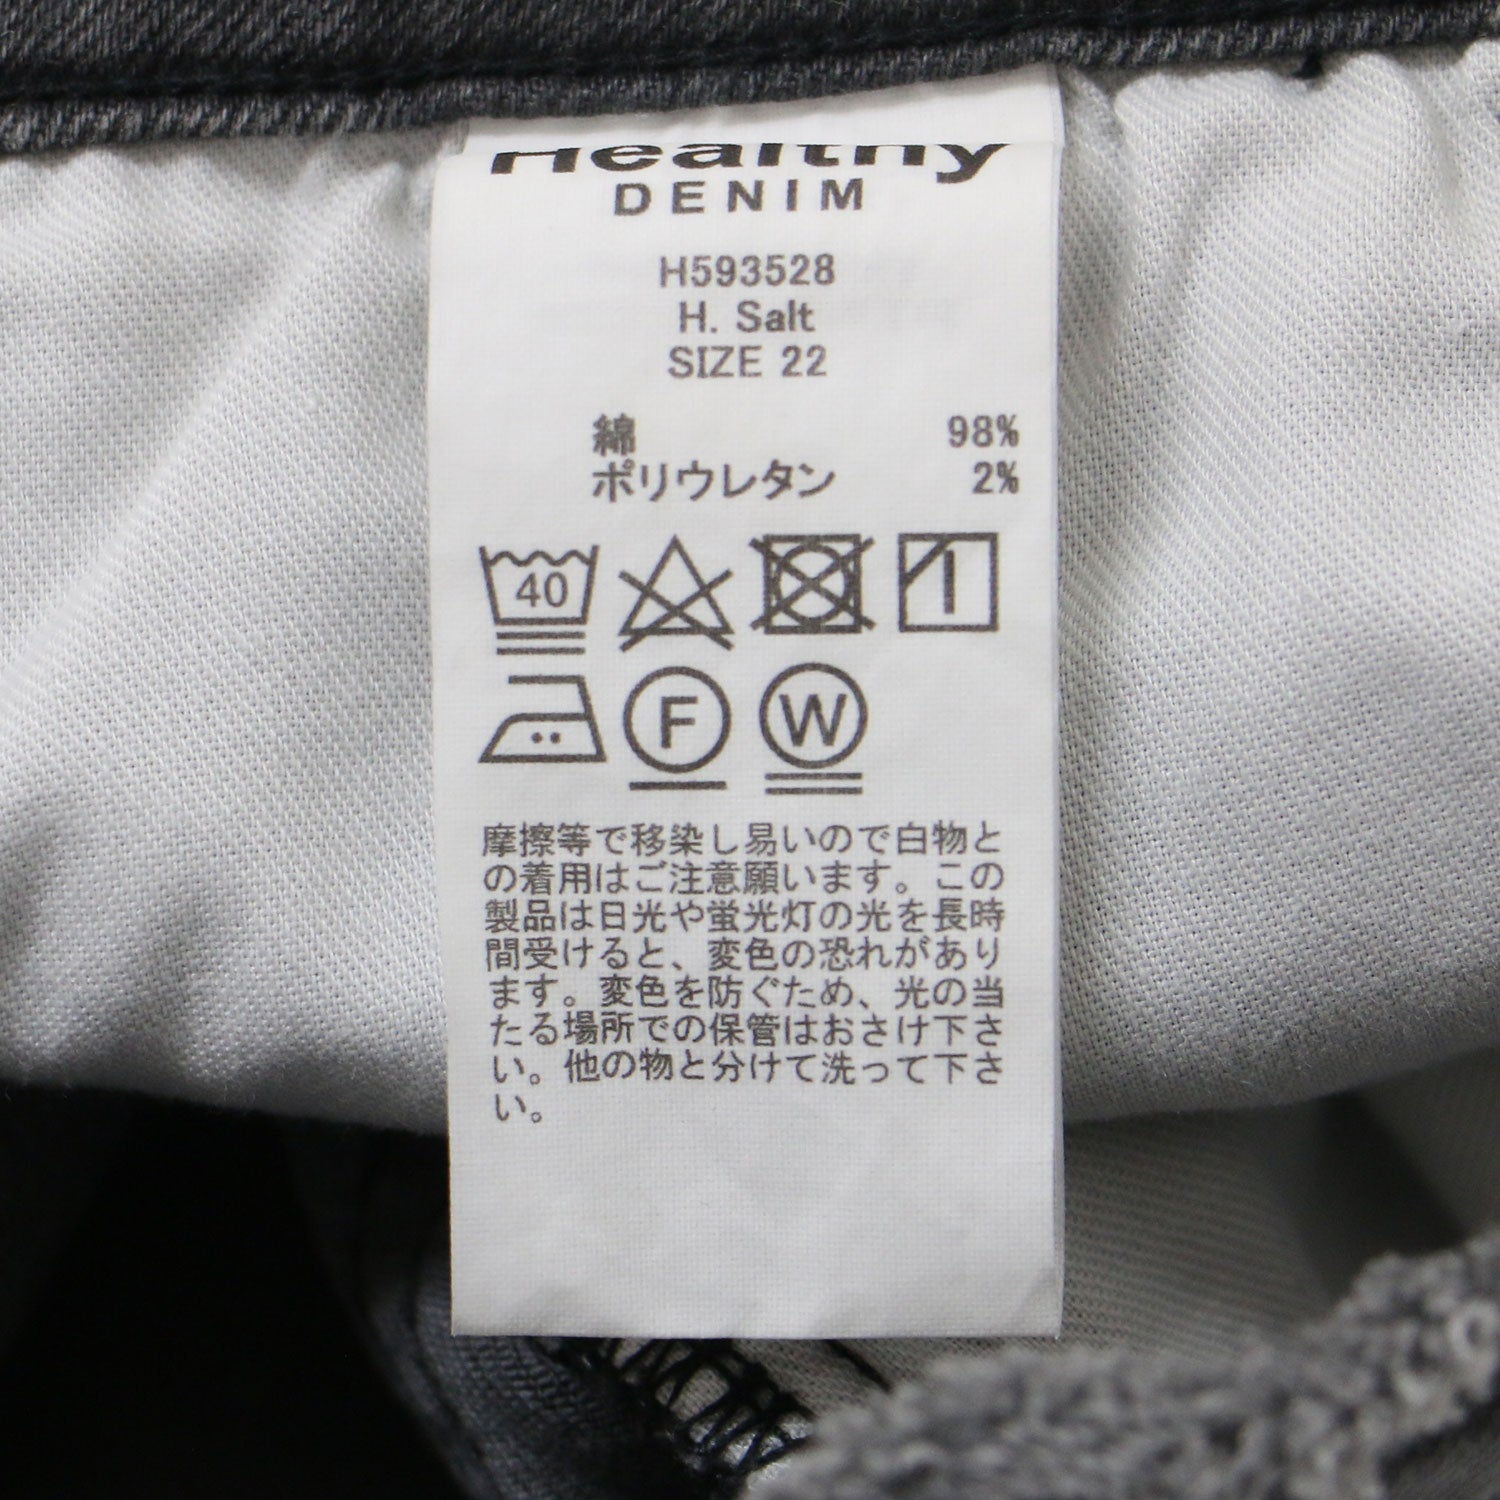 Healthy
DENIM
H593528
H. Salt
SIZE 22
綿 98%
ポリウレタン 2%
40
F
W
摩擦等で移染し易いので白物と
の着用はご注意願います。この
製品は日光や蛍光灯の光を長時
間受けると、変色の恐れがあり
ます。変色を防ぐため、光の当
たる場所での保管はおさけ下さ
い。他の物と分けて洗って下さ
い。